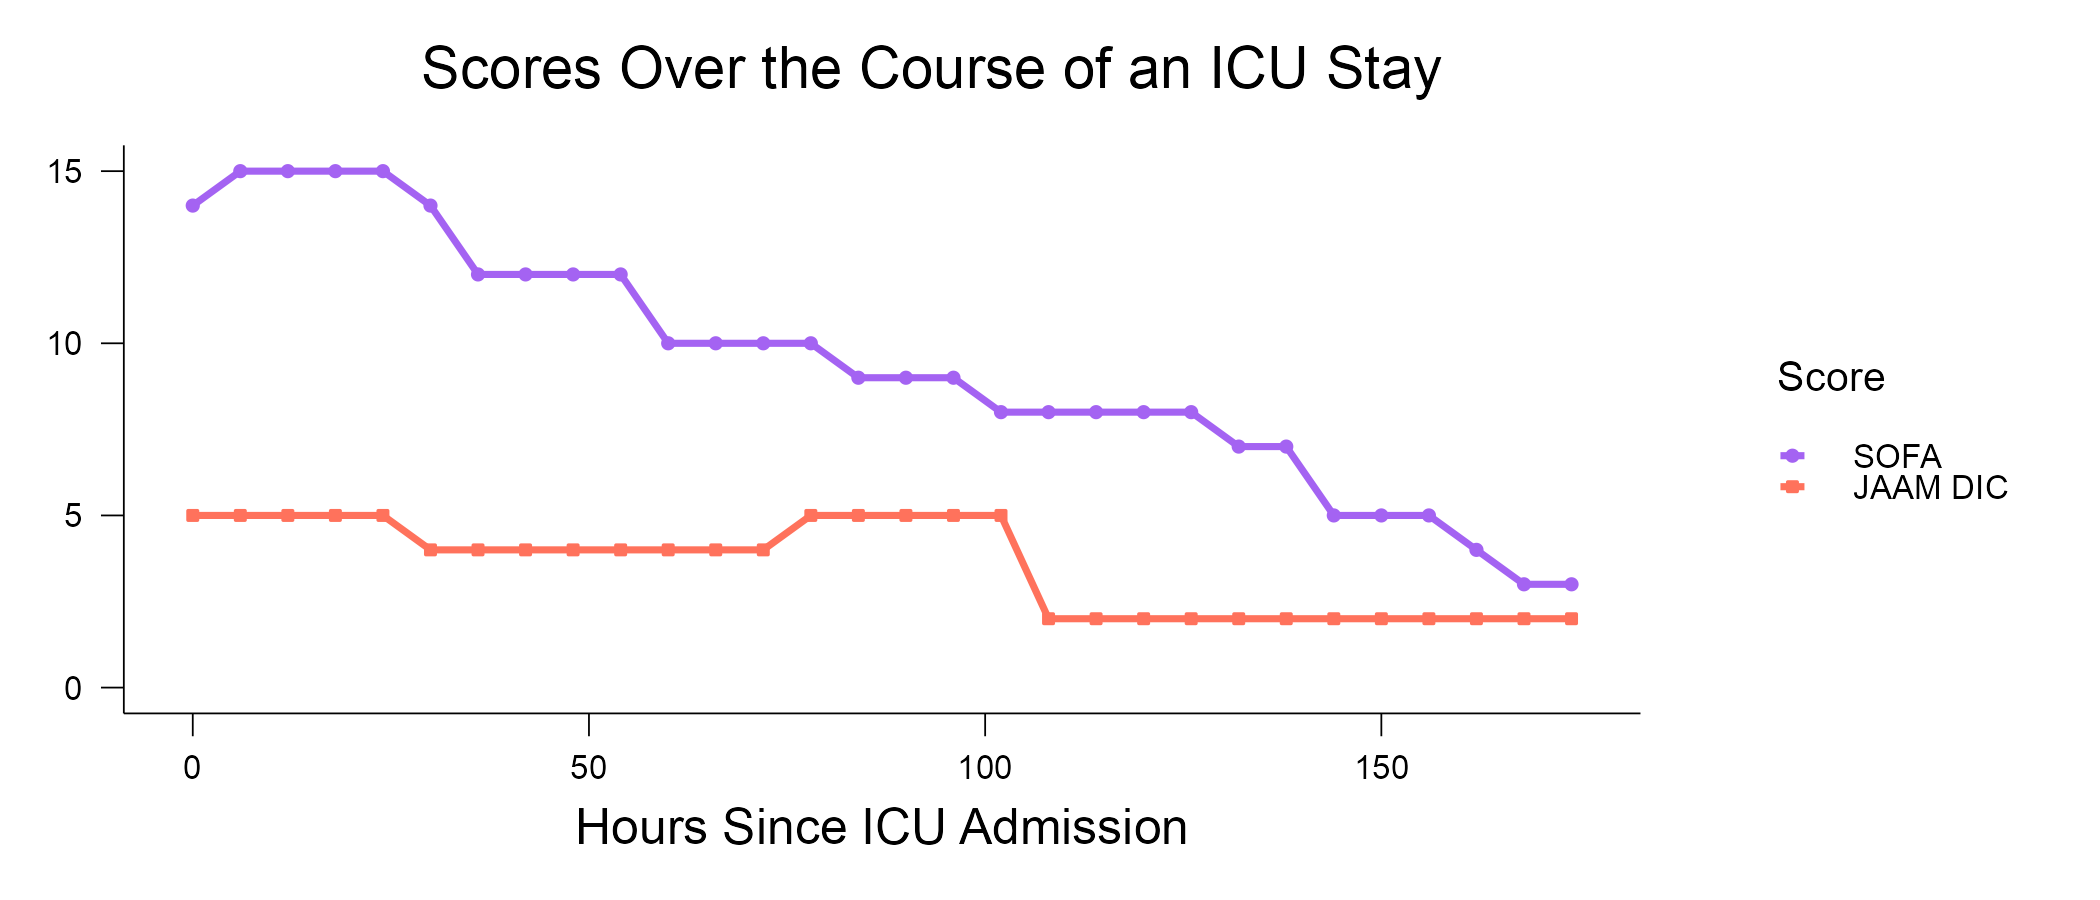 Scores Over the Course of an ICU Stay
15
10
5
0
0 50 100 150
Hours Since ICU Admission
Score
SOFA
JAAM DIC